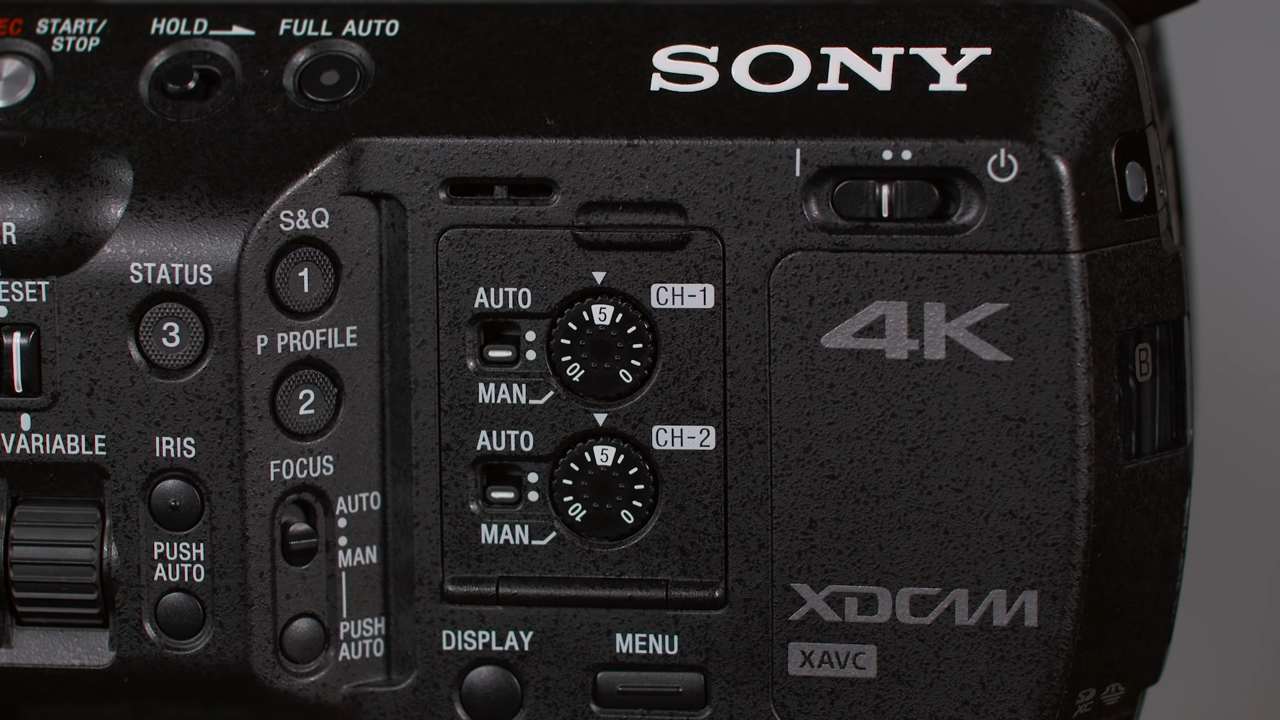 EC START/
STOP
HOLD
FULL AUTO
SONY
S&Q
1
STATUS
3
P PROFILE
2
ESET
VARIABLE
IRIS
PUSH
AUTO
FOCUS
AUTO
MAN
PUSH
AUTO
AUTO
MAN
CH-1
5
10
0
AUTO
MAN
CH-2
5
10
0
DISPLAY
MENU
4K
B
XDCAM
XAVC